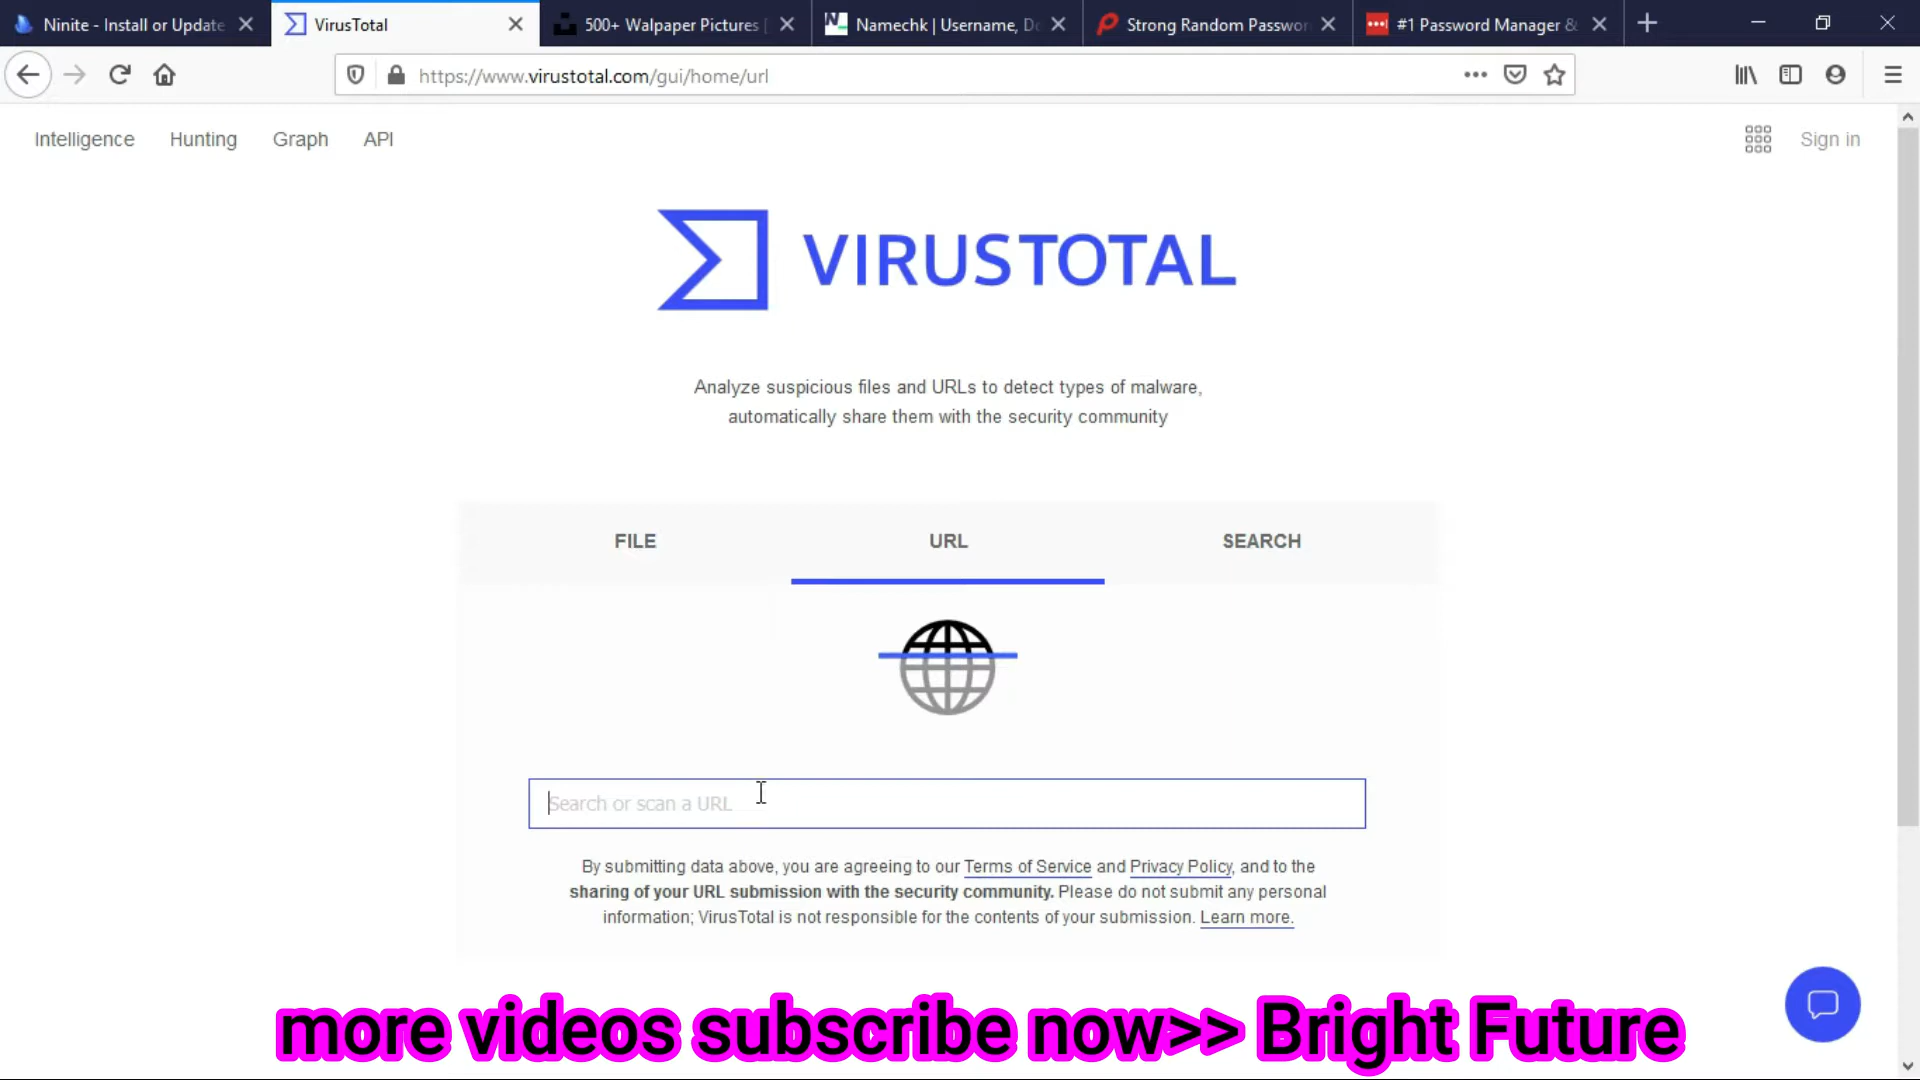 Ninite - Install or Update
VirusTotal
500+ Walpaper Pictures [
Namechk | Username, Do
Strong Random Passwor
#1 Password Manager &
https://www.virustotal.com/gui/home/url
Intelligence
Hunting
Graph
API
Sign in
VIRUSTOTAL
Analyze suspicious files and URLs to detect types of malware,
automatically share them with the security community
FILE
URL
SEARCH
Search or scan a URL
By submitting data above, you are agreeing to our Terms of Service and Privacy Policy, and to the
sharing of your URL submission with the security community. Please do not submit any personal
information; VirusTotal is not responsible for the contents of your submission. Learn more.
more videos subscribe now>> Bright Future